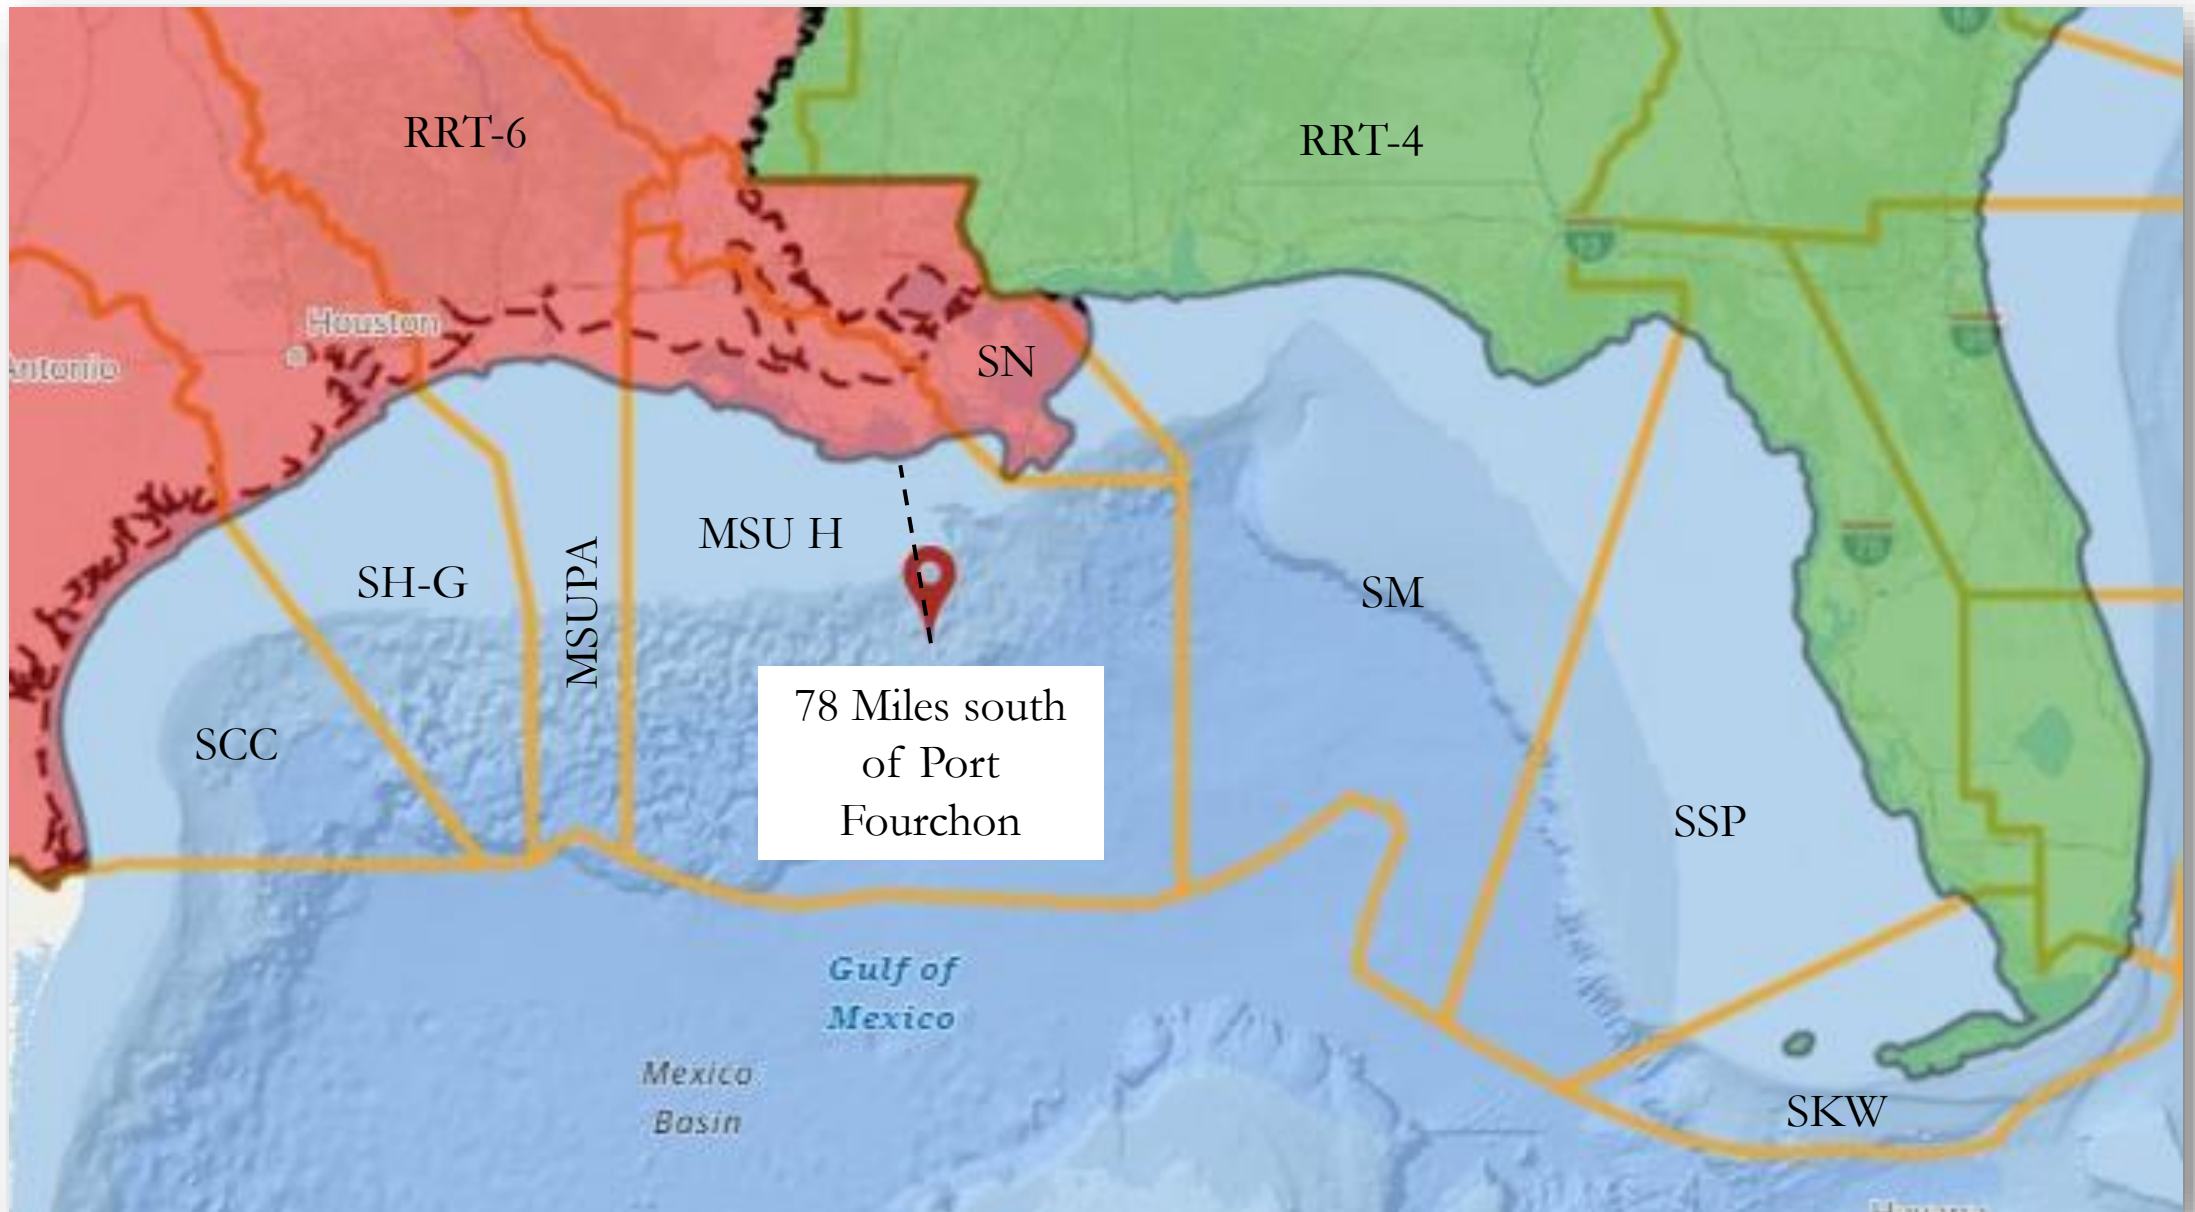 RRT-6
RRT-4
Houston
SN
MSU H
SH-G
MSUPA
SM
78 Miles south
of Port
Fourchon
SCC
SSP
Gulf of
Mexico
Mexico
Basin
SKW